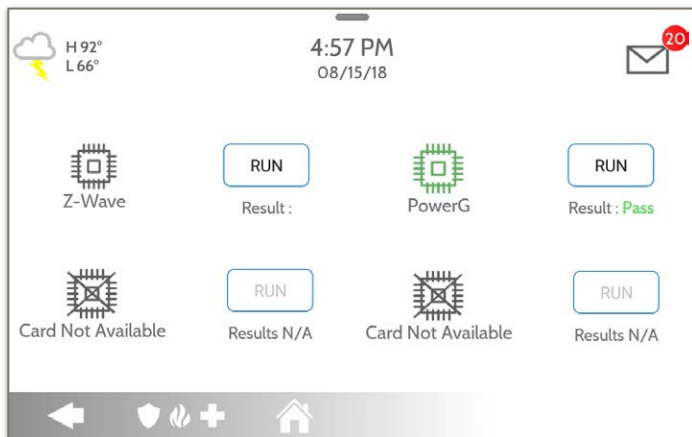 H 92°
L 66°
4:57 PM
08/15/18
20
Z-Wave
RUN
Result :
PowerG
RUN
Result : Pass
Card Not Available
RUN
Results N/A
Card Not Available
RUN
Results N/A